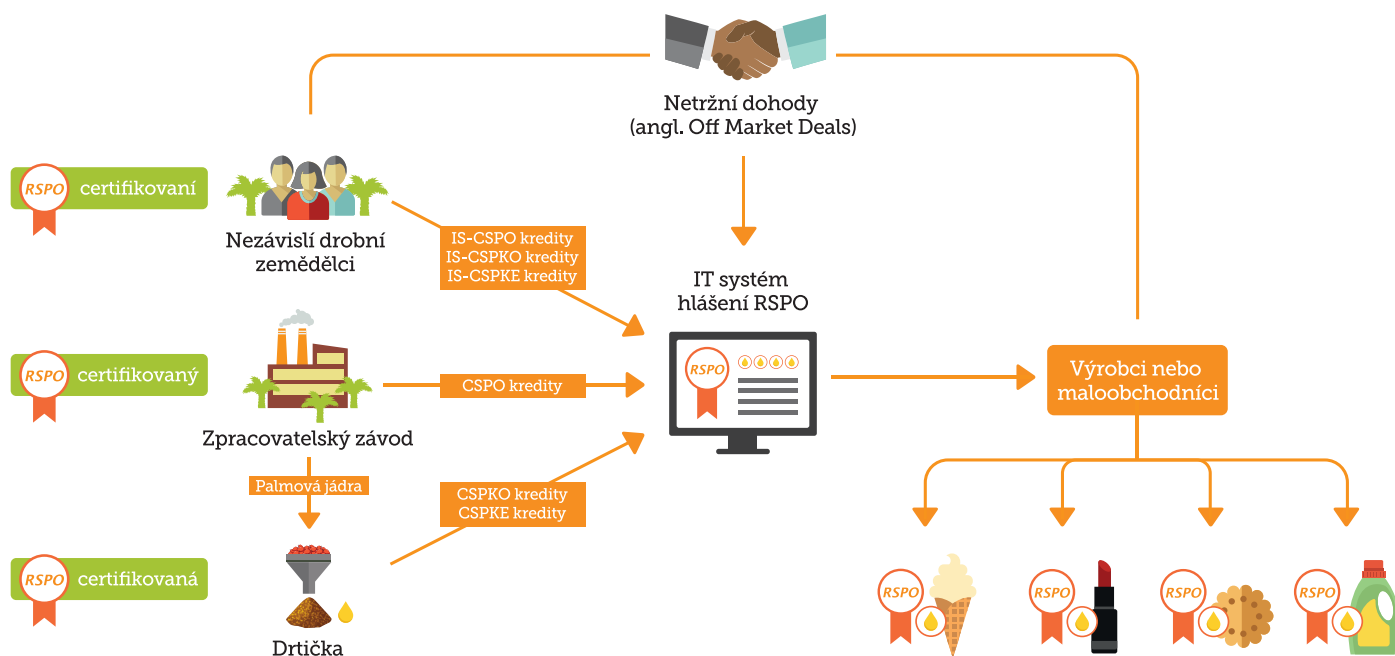 Netržní dohody
(angl. Off Market Deals)
RSPO certifikovaní
Nezávislí drobní
zemědělci
IS-CSPO kredity
IS-CSPKO kredity
IS-CSPKE kredity
IT systém
hlášení RSPO
RSPO
RSPO certifikovaný
Zpracovatelský závod
CSPO kredity
Výrobci nebo
maloobchodníci
Palmová jádra
CSPKO kredity
CSPKE kredity
RSPO certifikovaná
Drtička
RSPO
RSPO
RSPO
RSPO